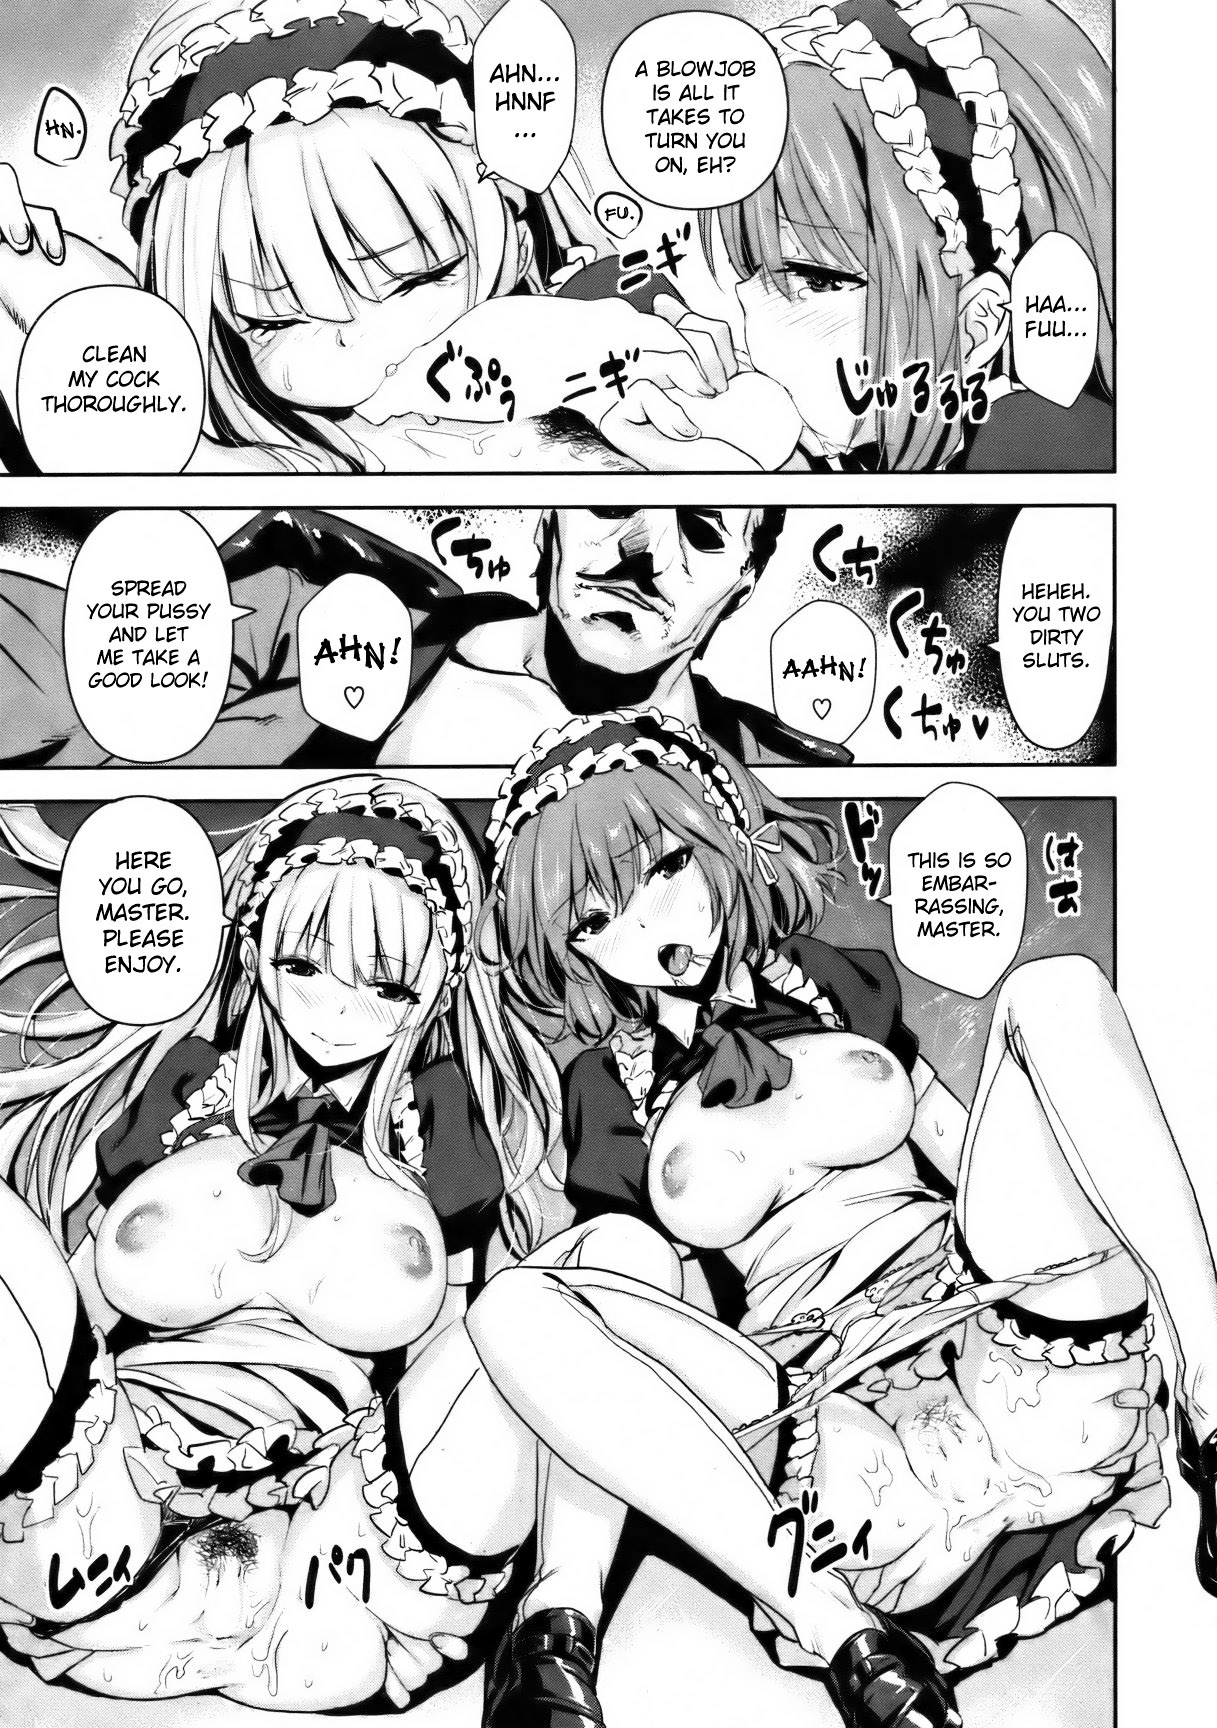 A BLOWJOB
IS ALL IT
TAKES TO
TURN YOU
ON, EH?
HAA...
FUU...
じゅるるる
AHN...
HNNF
...
FU.
ニギ
ニギ
ぐぷぅ
HN.
CLEAN
MY COCK
THOROUGHLY.
HEHEH.
YOU TWO
DIRTY
SLUTS.
くち
くちゅ
くちゅ♥
AAHN!
♡
くちゅ
AHN!
♡
SPREAD
YOUR PUSSY
AND LET
ME TAKE A
GOOD LOOK!
はぁ
THIS IS SO
EMBAR-
RASSING,
MASTER.
ドッ
HERE
YOU GO,
MASTER.
PLEASE
ENJOY.
グニィ
パク
ムニィ